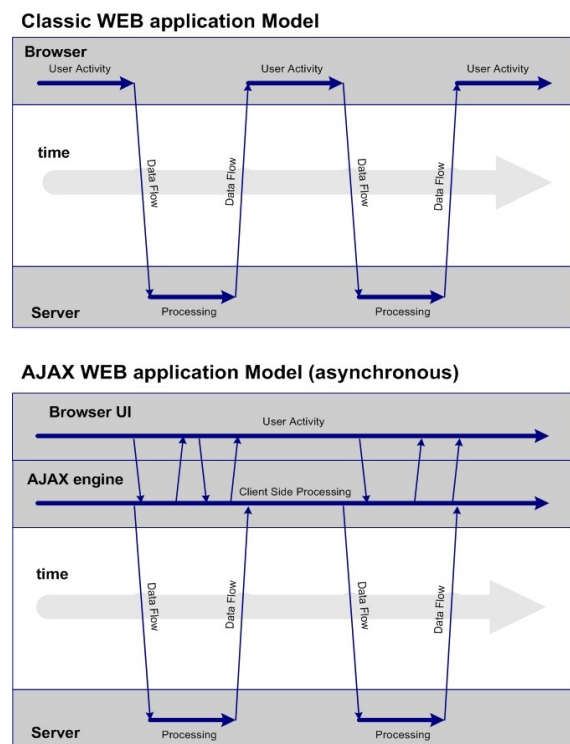 Classic WEB application Model
Browser
User Activity
User Activity
User Activity
time
Data Flow
Data Flow
Data Flow
Data Flow
Server
Processing
Processing
AJAX WEB application Model (asynchronous)
Browser UI
User Activity
AJAX engine
Client Side Processing
time
Data Flow
Data Flow
Data Flow
Data Flow
Server
Processing
Processing